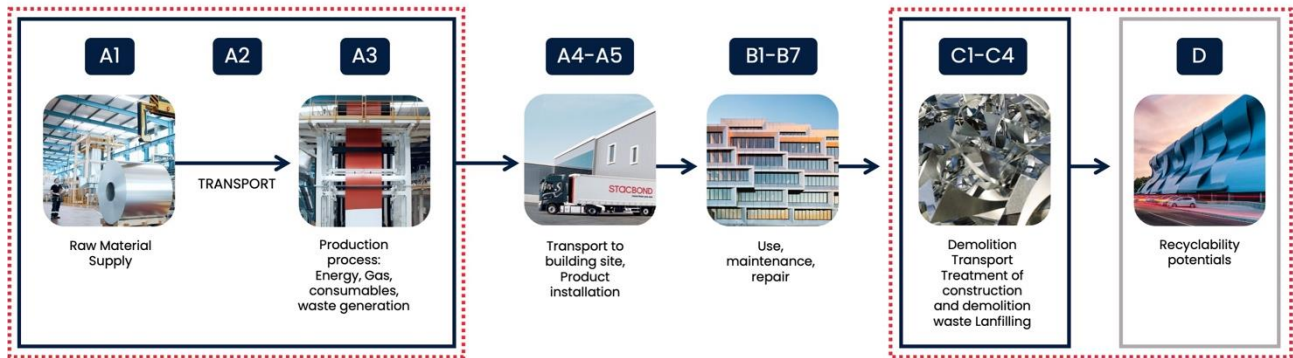 A1
A2
A3
A4-A5
B1-B7
C1-C4
D
TRANSPORT
STACBOND
Raw Material
Supply
Production
process:
Energy, Gas,
consumables,
waste generation
Transport to
building site,
Product
installation
Use,
maintenance,
repair
Demolition
Transport
Treatment of
construction
and demolition
waste Lanfilling
Recyclability
potentials